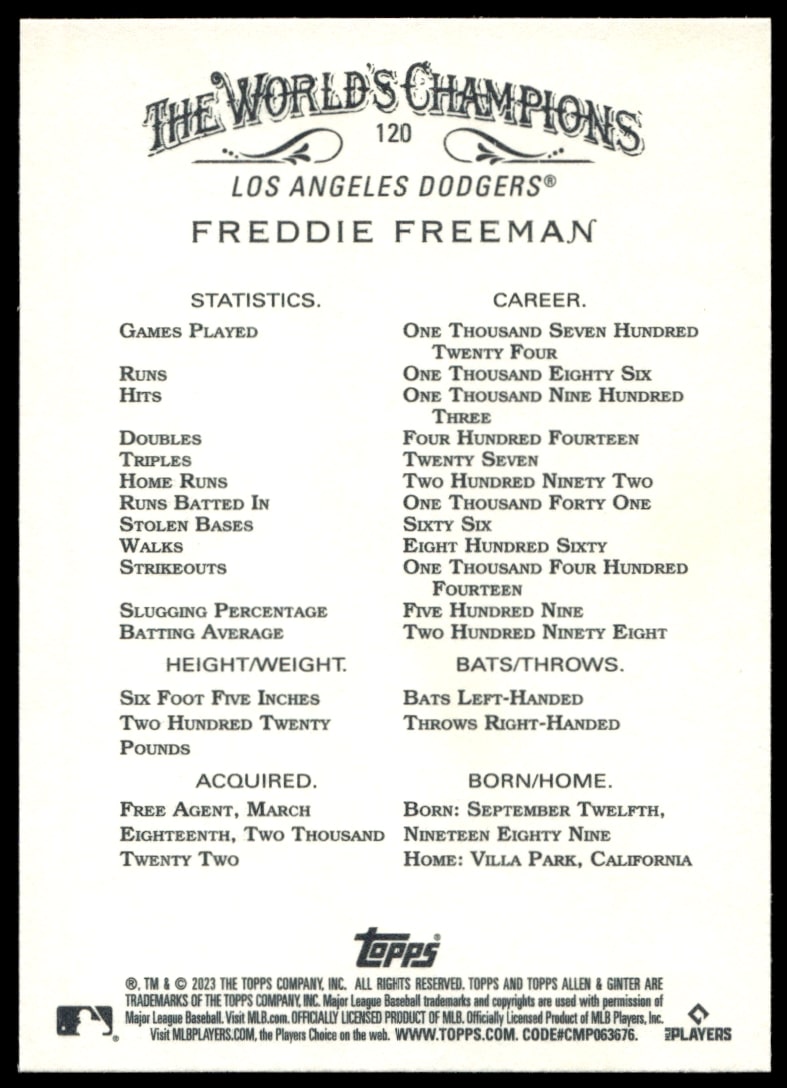 THE WORLD'S CHAMPIONS
120
LOS ANGELES DODGERS®
FREDDIE FREEMAN
STATISTICS. CAREER.
GAMES PLAYED ONE THOUSAND SEVEN HUNDRED
TWENTY FOUR
RUNS ONE THOUSAND EIGHTY SIX
HITS ONE THOUSAND NINE HUNDRED
THREE
DOUBLES FOUR HUNDRED FOURTEEN
TRIPLES TWENTY SEVEN
HOME RUNS TWO HUNDRED NINETY TWO
RUNS BATTED IN ONE THOUSAND FORTY ONE
STOLEN BASES SIXTY SIX
WALKS EIGHT HUNDRED SIXTY
STRIKEOUTS ONE THOUSAND FOUR HUNDRED
FOURTEEN
SLUGGING PERCENTAGE FIVE HUNDRED NINE
BATTING AVERAGE TWO HUNDRED NINETY EIGHT
HEIGHT/WEIGHT. BATS/THROWS.
SIX FOOT FIVE INCHES BATS LEFT-HANDED
TWO HUNDRED TWENTY THROWS RIGHT-HANDED
POUNDS
ACQUIRED. BORN/HOME.
FREE AGENT, MARCH BORN: SEPTEMBER TWELFTH,
EIGHTEENTH, TWO THOUSAND NINETEEN EIGHTY NINE
TWENTY TWO HOME: VILLA PARK, CALIFORNIA
Topps®
®, TM & © 2023 THE TOPPS COMPANY, INC. ALL RIGHTS RESERVED. TOPPS AND TOPPS ALLEN & GINTER ARE
TRADEMARKS OF THE TOPPS COMPANY, INC. Major League Baseball trademarks and copyrights are used with permission of
Major League Baseball. Visit MLB.com. OFFICIALLY LICENSED PRODUCT OF MLB. Officially Licensed Product of MLB Players, Inc.
Visit MLBPLAYERS.COM, the Players Choice on the web. WWW.TOPPS.COM. CODE#CMP063676.
MLB PLAYERS